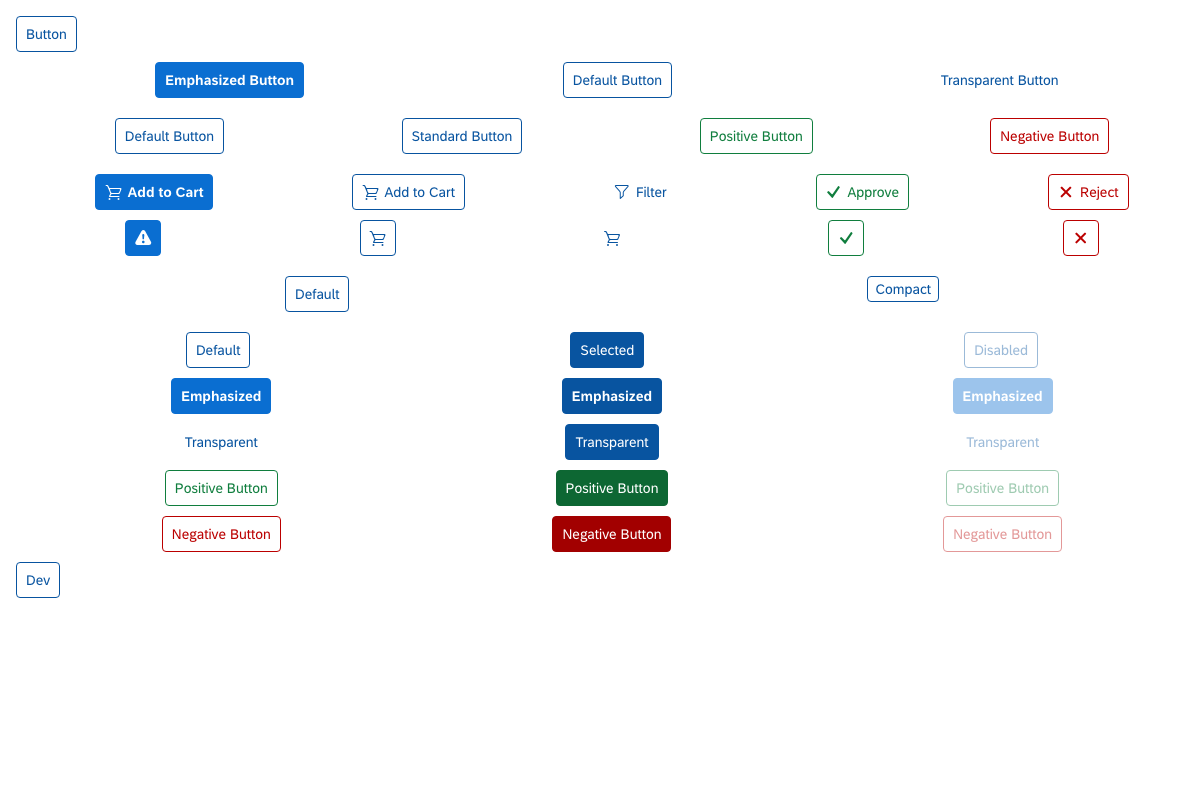 Button
Emphasized Button Default Button Transparent Button
Default Button Standard Button Positive Button Negative Button
Add to Cart Add to Cart Filter Approve Reject
Default Compact
Default Selected Disabled
Emphasized Emphasized Emphasized
Transparent Transparent Transparent
Positive Button Positive Button Positive Button
Negative Button Negative Button Negative Button
Dev